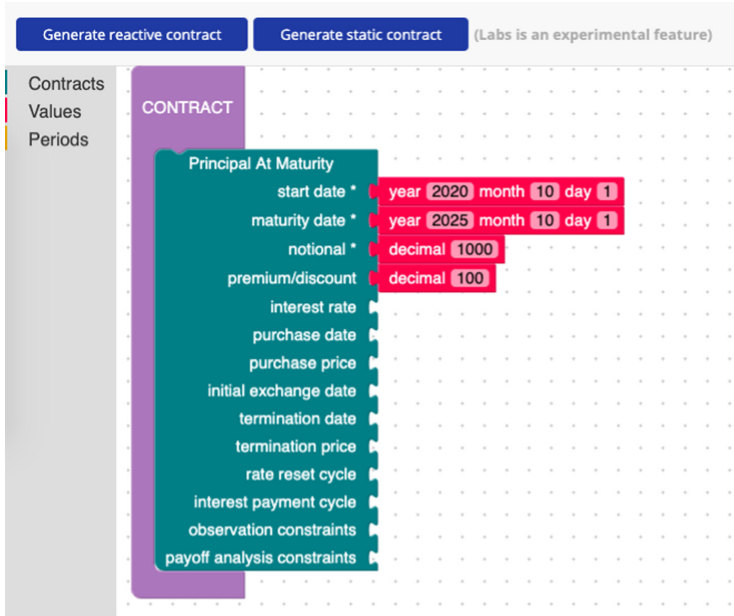 Generate reactive contract Generate static contract (Labs is an experimental feature)
Contracts
Values
Periods
CONTRACT
Principal At Maturity
start date * year 2020 month 10 day 1
maturity date * year 2025 month 10 day 1
notional * decimal 1000
premium/discount decimal 100
interest rate
purchase date
purchase price
initial exchange date
termination date
termination price
rate reset cycle
interest payment cycle
observation constraints
payoff analysis constraints